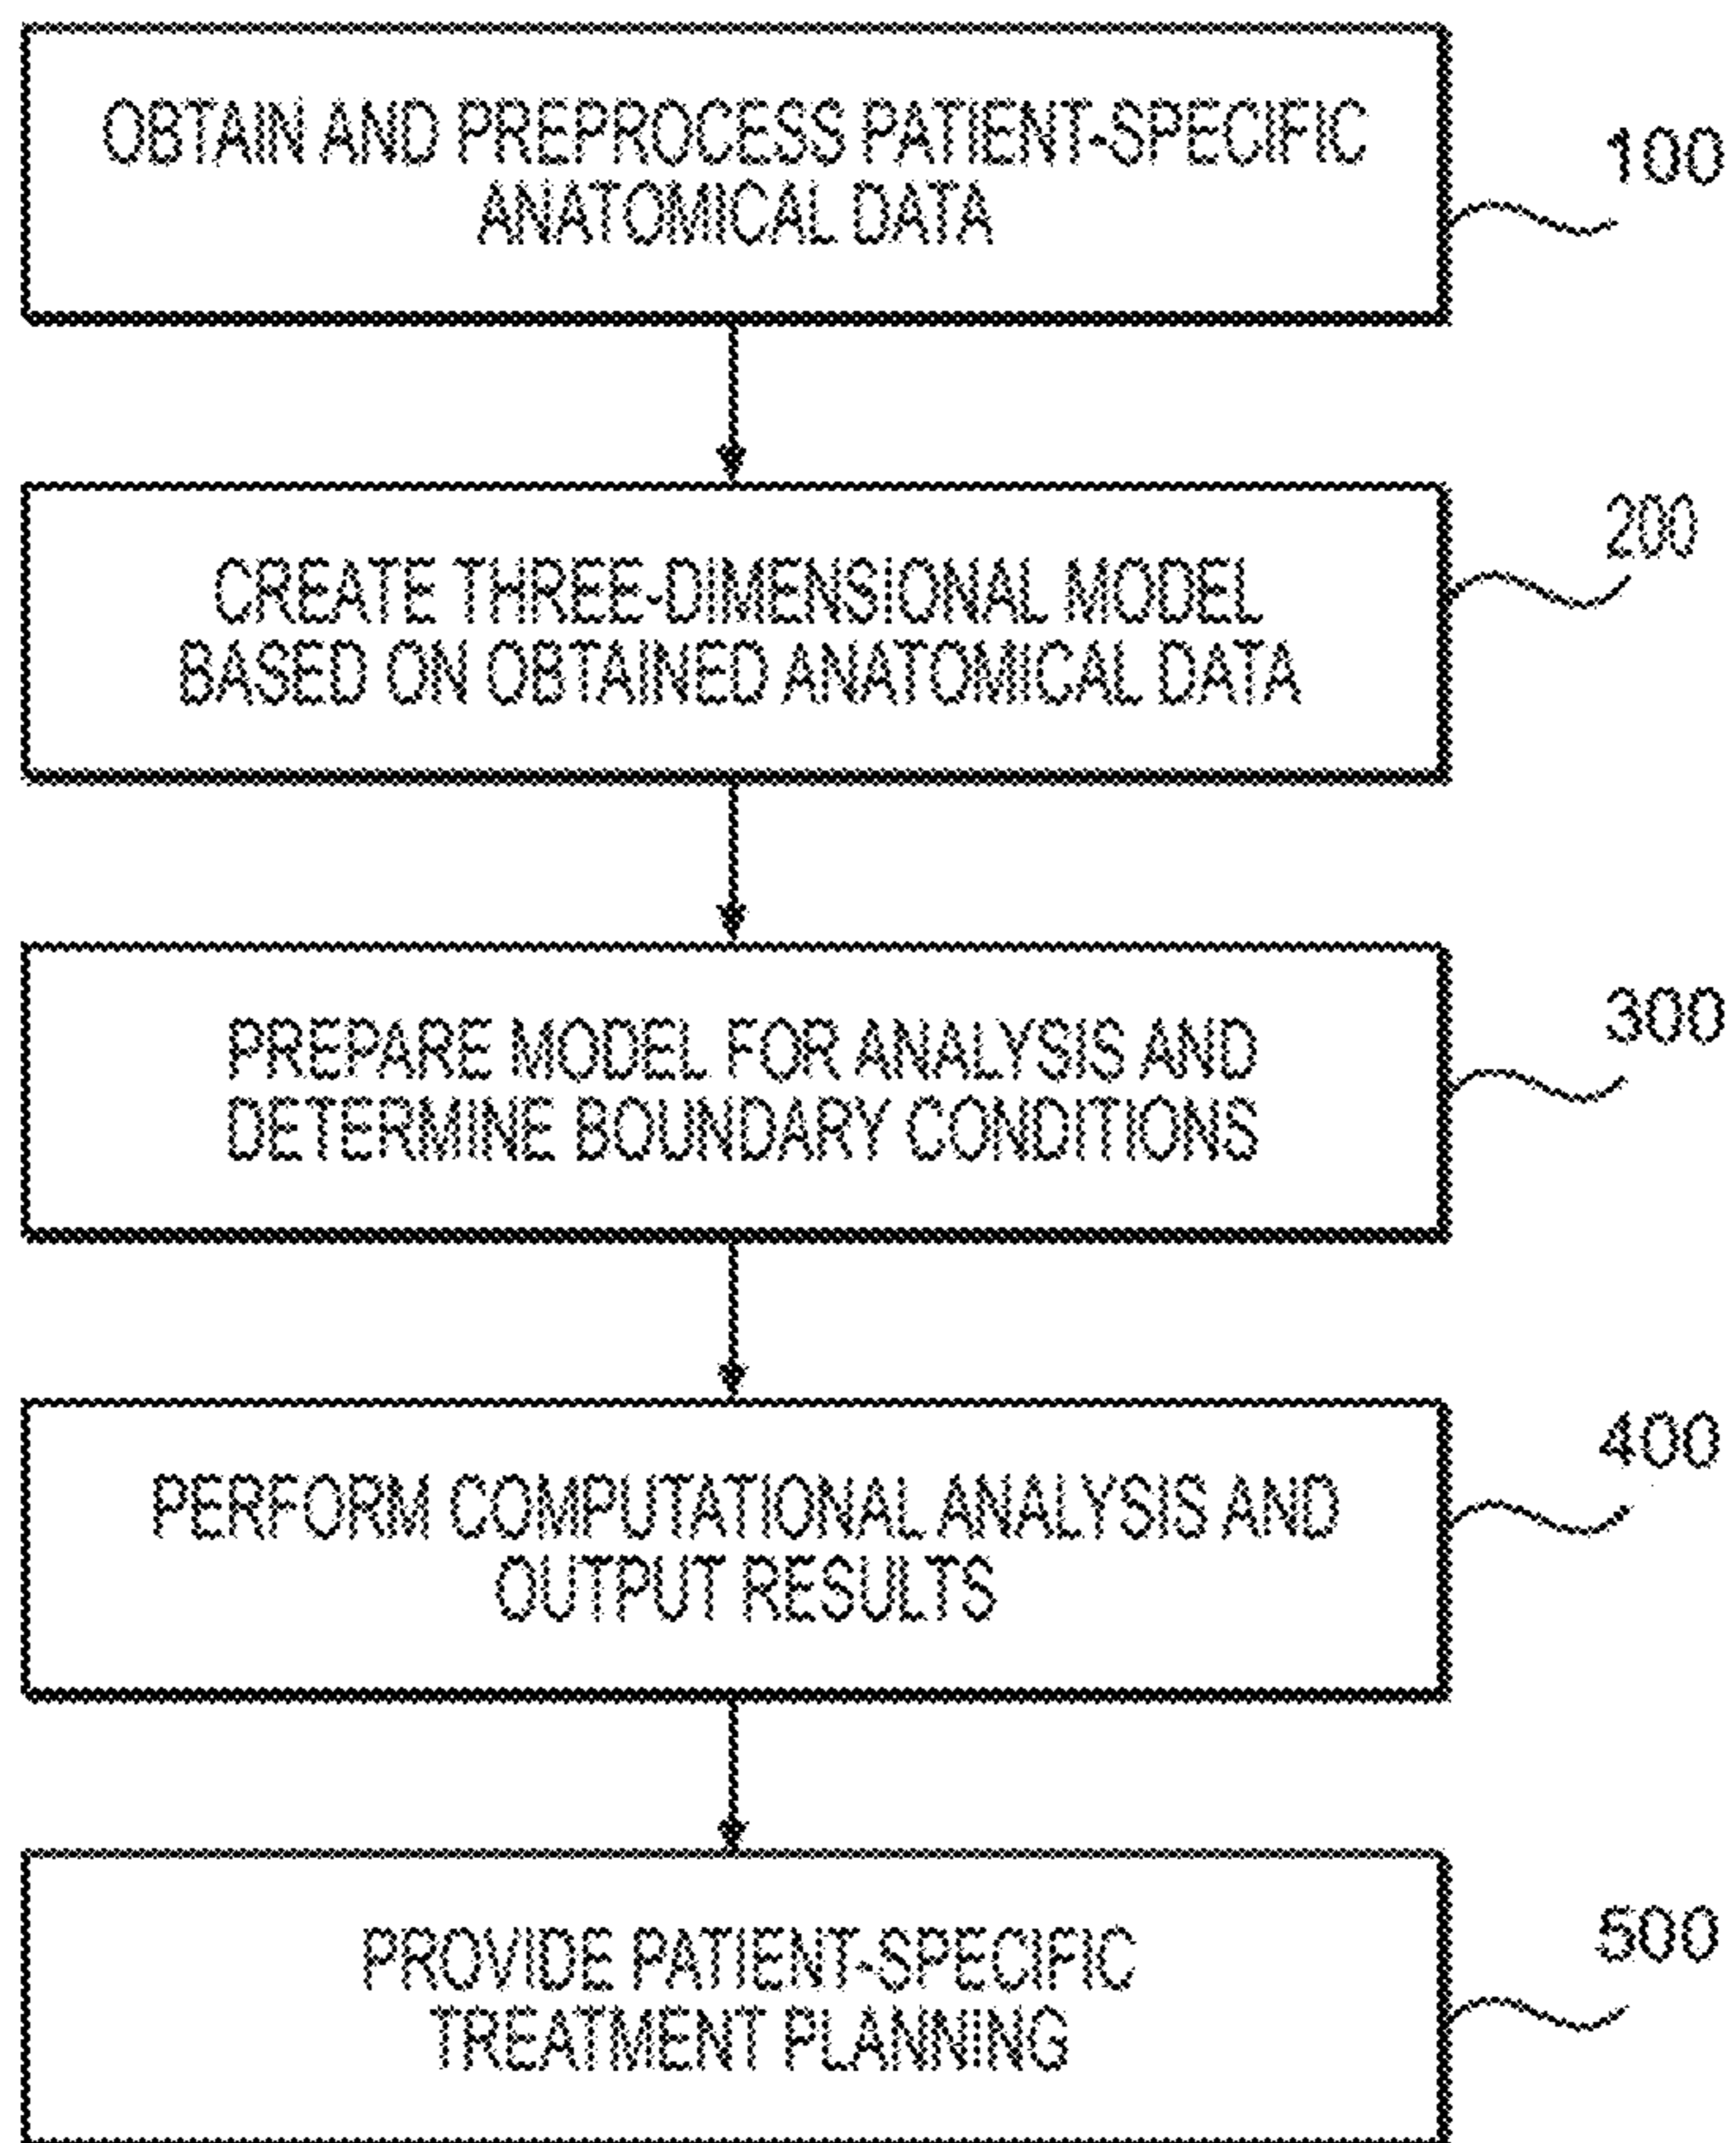 OBTAIN AND PREPROCESS PATIENT-SPECIFIC
ANATOMICAL DATA
100
CREATE THREE-DIMENSIONAL MODEL
BASED ON OBTAINED ANATOMICAL DATA
200
PREPARE MODEL FOR ANALYSIS AND
DETERMINE BOUNDARY CONDITIONS
300
PERFORM COMPUTATIONAL ANALYSIS AND
OUTPUT RESULTS
400
PROVIDE PATIENT-SPECIFIC
TREATMENT PLANNING
500